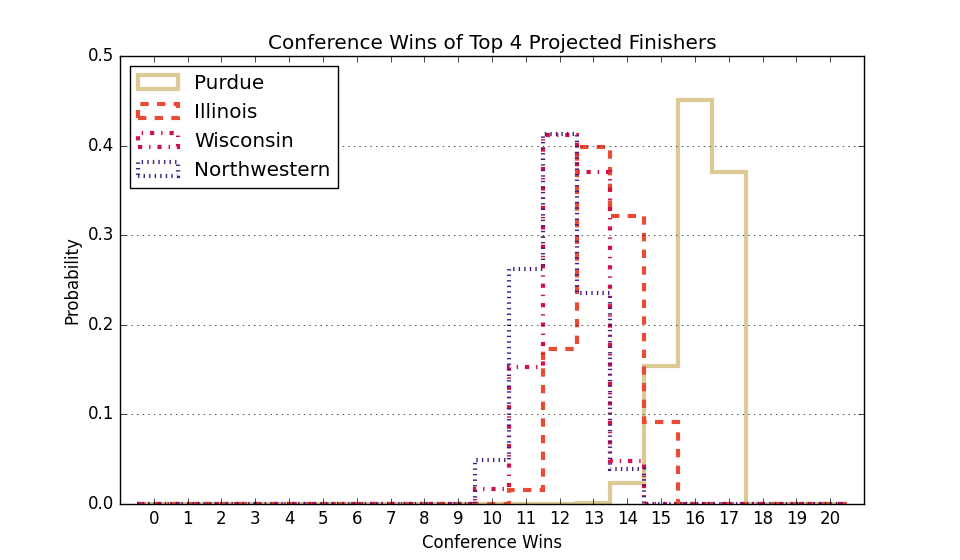 Conference Wins of Top 4 Projected Finishers
0.5
0.4
0.3
0.2
0.1
0.0
Probability
Purdue
Illinois
Wisconsin
Northwestern
0 1 2 3 4 5 6 7 8 9 10 11 12 13 14 15 16 17 18 19 20
Conference Wins